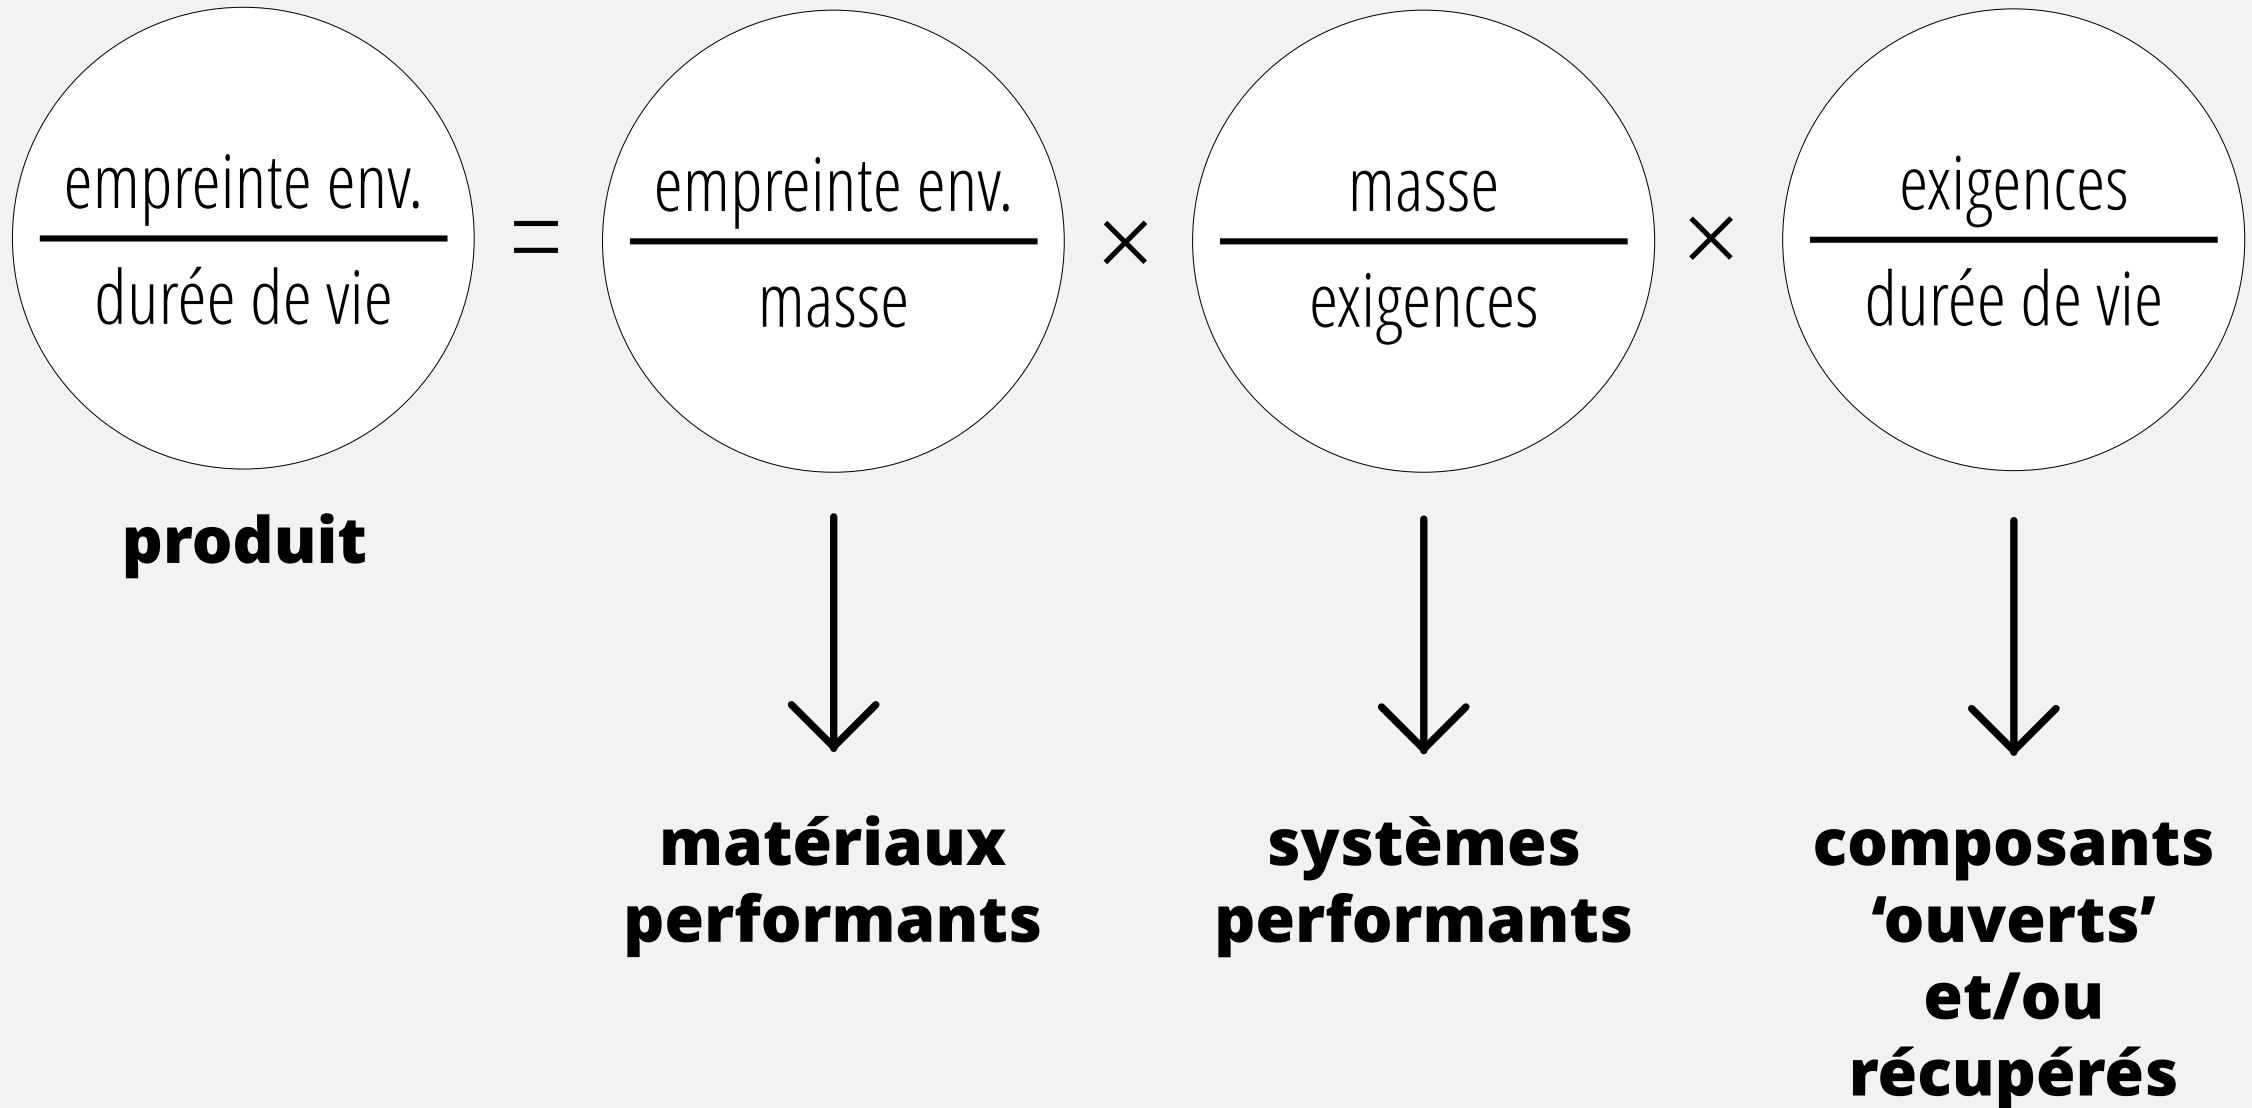 empreinte env.
durée de vie
=
empreinte env.
masse
×
masse
exigences
×
exigences
durée de vie
produit
matériaux
performants
systèmes
performants
composants
‘ouverts’
et/ou
récupérés